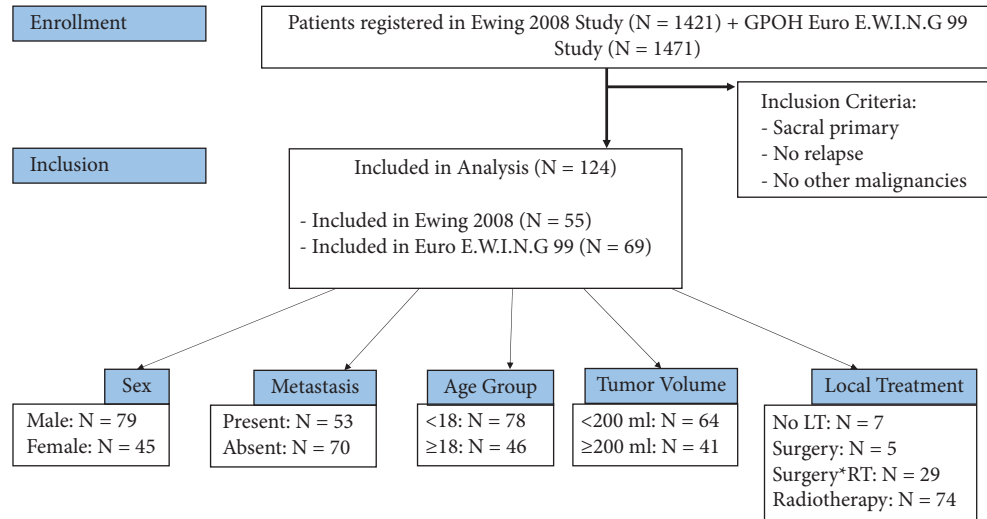 Enrollment
Patients registered in Ewing 2008 Study (N = 1421) + GPOH Euro E.W.I.N.G 99
Study (N = 1471)
Inclusion Criteria:
- Sacral primary
- No relapse
- No other malignancies
Inclusion
Included in Analysis (N = 124)
- Included in Ewing 2008 (N = 55)
- Included in Euro E.W.I.N.G 99 (N = 69)
Sex
Male: N = 79
Female: N = 45
Metastasis
Present: N = 53
Absent: N = 70
Age Group
<18: N = 78
≥18: N = 46
Tumor Volume
<200 ml: N = 64
≥200 ml: N = 41
Local Treatment
No LT: N = 7
Surgery: N = 5
Surgery*RT: N = 29
Radiotherapy: N = 74